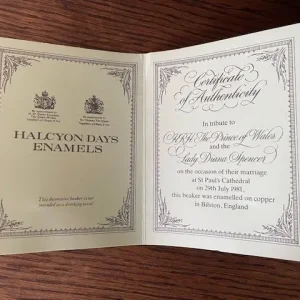 HALCYON DAYS
ENAMELS
This decorative beaker is not
intended as a drinking vessel
Certificate
of Authenticity
In tribute to
HRH The Prince of Wales
and the
Lady Diana Spencer
on the occasion of their marriage
at St Paul's Cathedral
on 29th July 1981,
this beaker was enamelled on copper
in Bilston, England